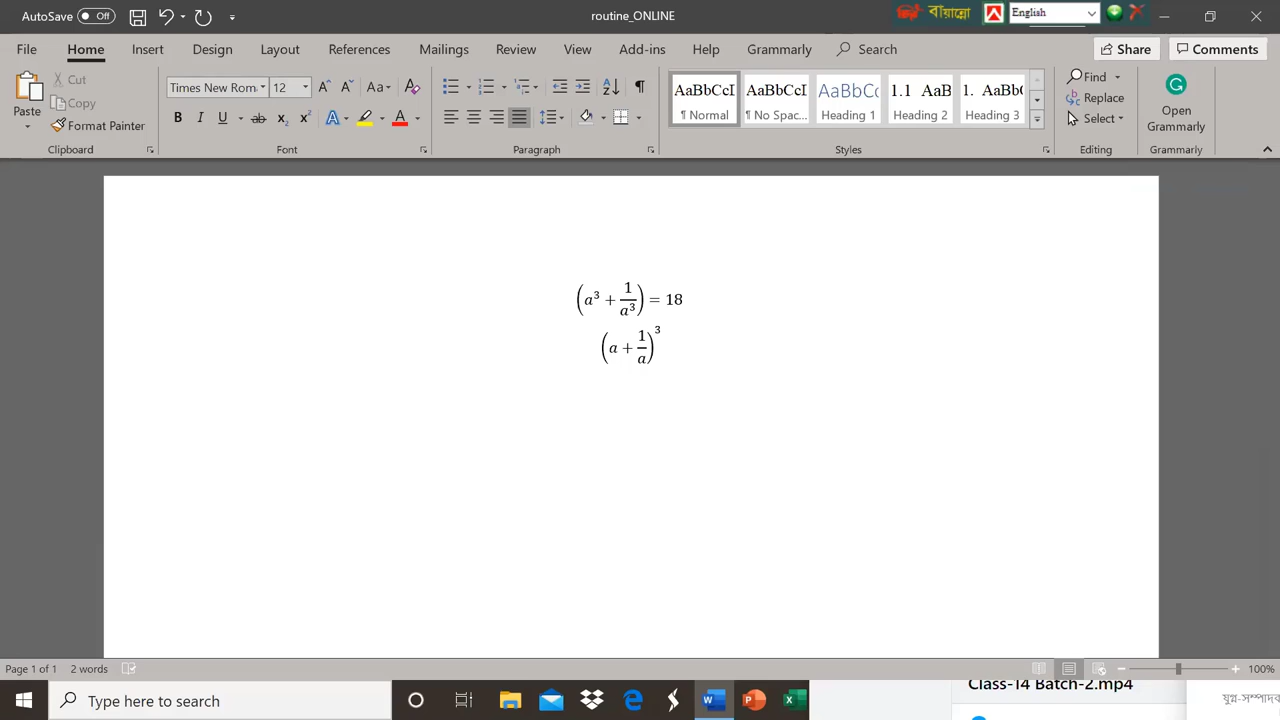 AutoSave Off routine_ONLINE বাঁয়ান্নো English
File Home Insert Design Layout References Mailings Review View Add-ins Help Grammarly Search Share Comments
Paste Cut Copy Format Painter
Clipboard
Times New Rom 12
Font
Paragraph
AaBbCcI ¶ Normal
AaBbCcI ¶ No Spac...
AaBbCc Heading 1
1.1 AaB Heading 2
1. AaBb( Heading 3
Styles
Find
Replace
Select
Editing
Open Grammarly
Grammarly
(a³ + 1/a³) = 18
(a + 1/a)³
Page 1 of 1 2 words 100%
Type here to search
Class-14 Batch-2.mp4
যুগ্ম-সম্পাদব